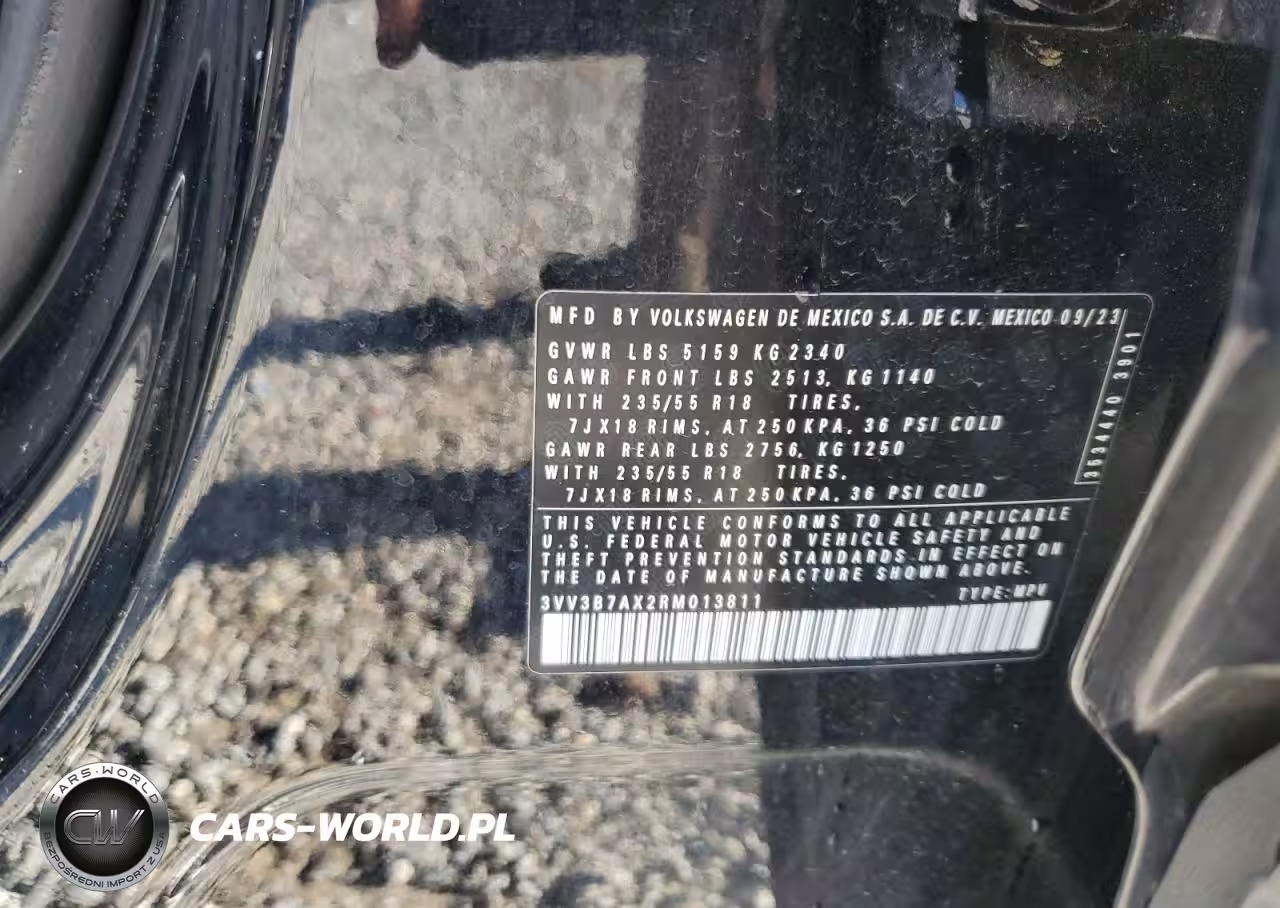 MFD BY VOLKSWAGEN DE MEXICO S.A. DE C.V. MEXICO 09/23
GVWR LBS 5159 KG 2340
GAWR FRONT LBS 2513, KG 1140
WITH 235/55 R18 TIRES,
7JX18 RIMS, AT 250 KPA, 36 PSI COLD
GAWR REAR LBS 2756, KG 1250
WITH 235/55 R18 TIRES,
7JX18 RIMS, AT 250 KPA, 36 PSI COLD
3534440 3901
THIS VEHICLE CONFORMS TO ALL APPLICABLE
U.S. FEDERAL MOTOR VEHICLE SAFETY AND
THEFT PREVENTION STANDARDS IN EFFECT ON
THE DATE OF MANUFACTURE SHOWN ABOVE.
3VV3B7AX2RM013811 TYPE:MPV
CARS-WORLD
CW
BEZPOŚREDNI IMPORT Z USA
CARS-WORLD.PL